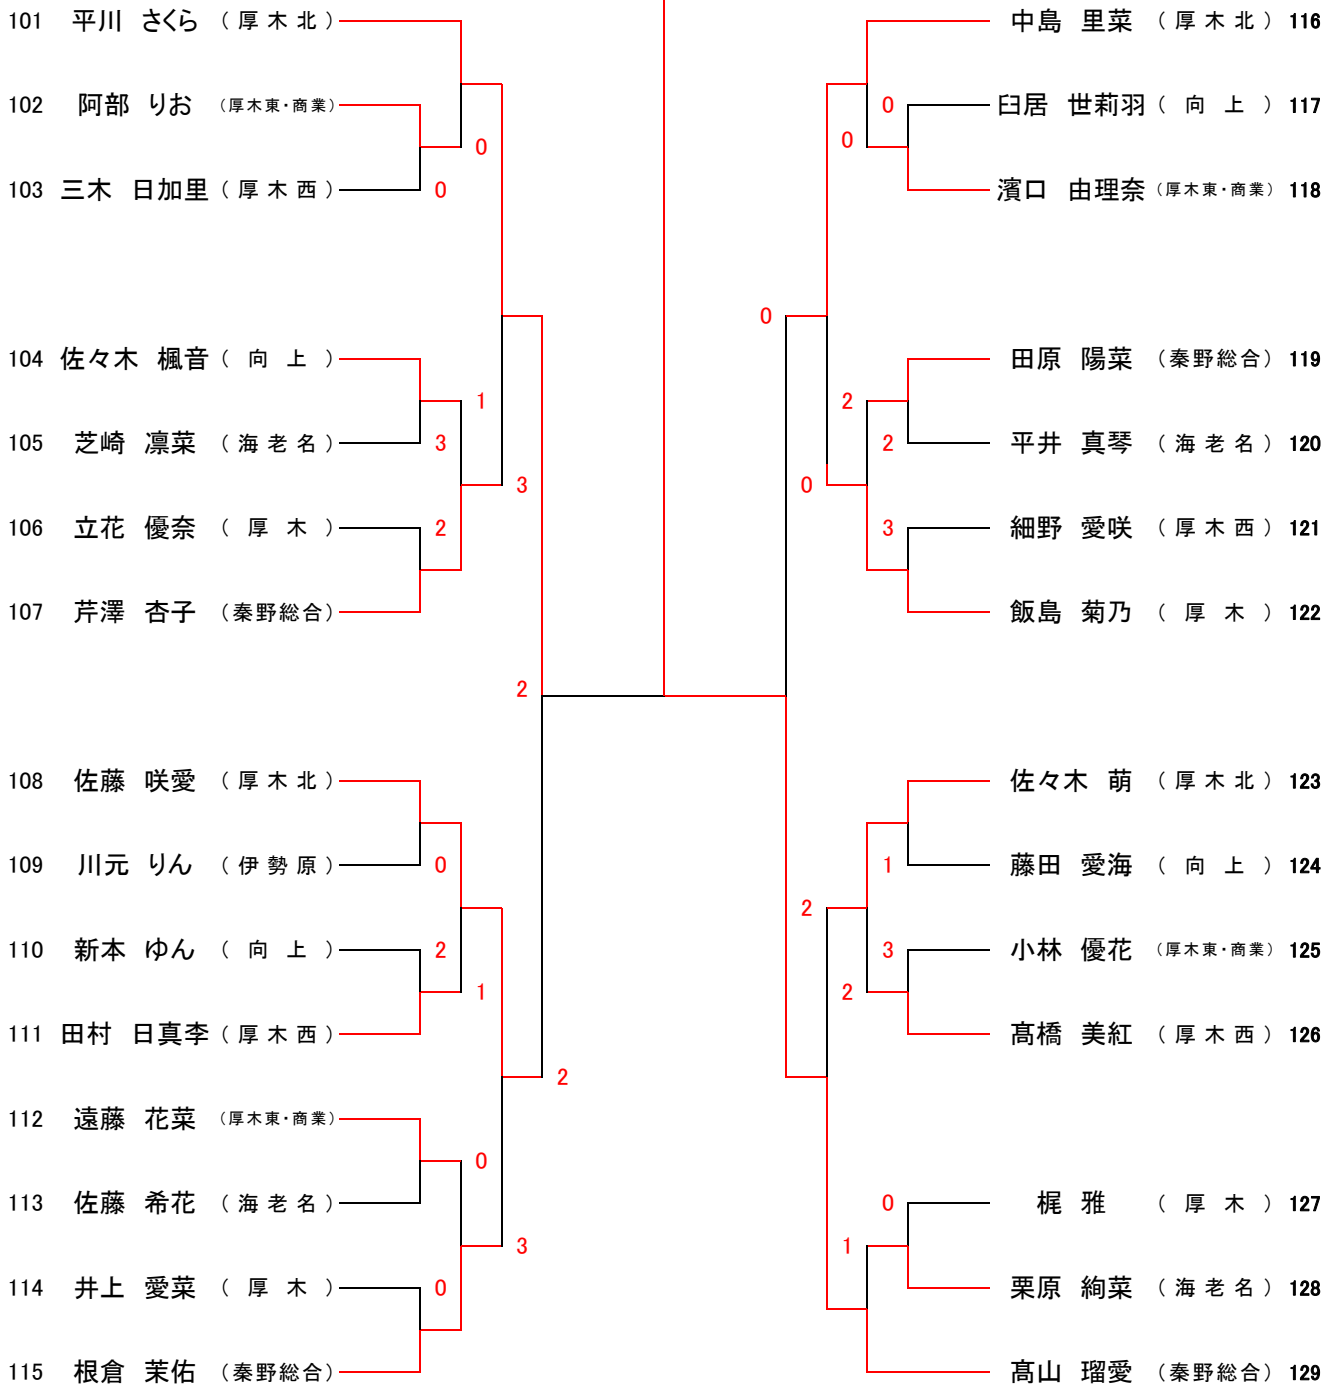 101 平川 さくら （厚木北）
102 阿部 りお （厚木東・商業）
0
103 三木 日加里 （厚木西）
0
104 佐々木 楓音 （向上）
1
105 芝崎 凛菜 （海老名）
3
3
106 立花 優奈 （厚木）
2
107 芹澤 杏子 （秦野総合）
2
108 佐藤 咲愛 （厚木北）
109 川元 りん （伊勢原）
0
110 新本 ゆん （向上）
2
1
111 田村 日真李 （厚木西）
2
112 遠藤 花菜 （厚木東・商業）
0
113 佐藤 希花 （海老名）
3
114 井上 愛菜 （厚木）
0
115 根倉 茉佑 （秦野総合）
中島 里菜 （厚木北） 116
0
臼居 世莉羽 （向上） 117
0
濱口 由理奈 （厚木東・商業） 118
0
田原 陽菜 （秦野総合） 119
2
2
平井 真琴 （海老名） 120
0
3
細野 愛咲 （厚木西） 121
飯島 菊乃 （厚木） 122
佐々木 萌 （厚木北） 123
1
藤田 愛海 （向上） 124
2
3
小林 優花 （厚木東・商業） 125
2
髙橋 美紅 （厚木西） 126
0
梶 雅 （厚木） 127
1
栗原 絢菜 （海老名） 128
髙山 瑠愛 （秦野総合） 129